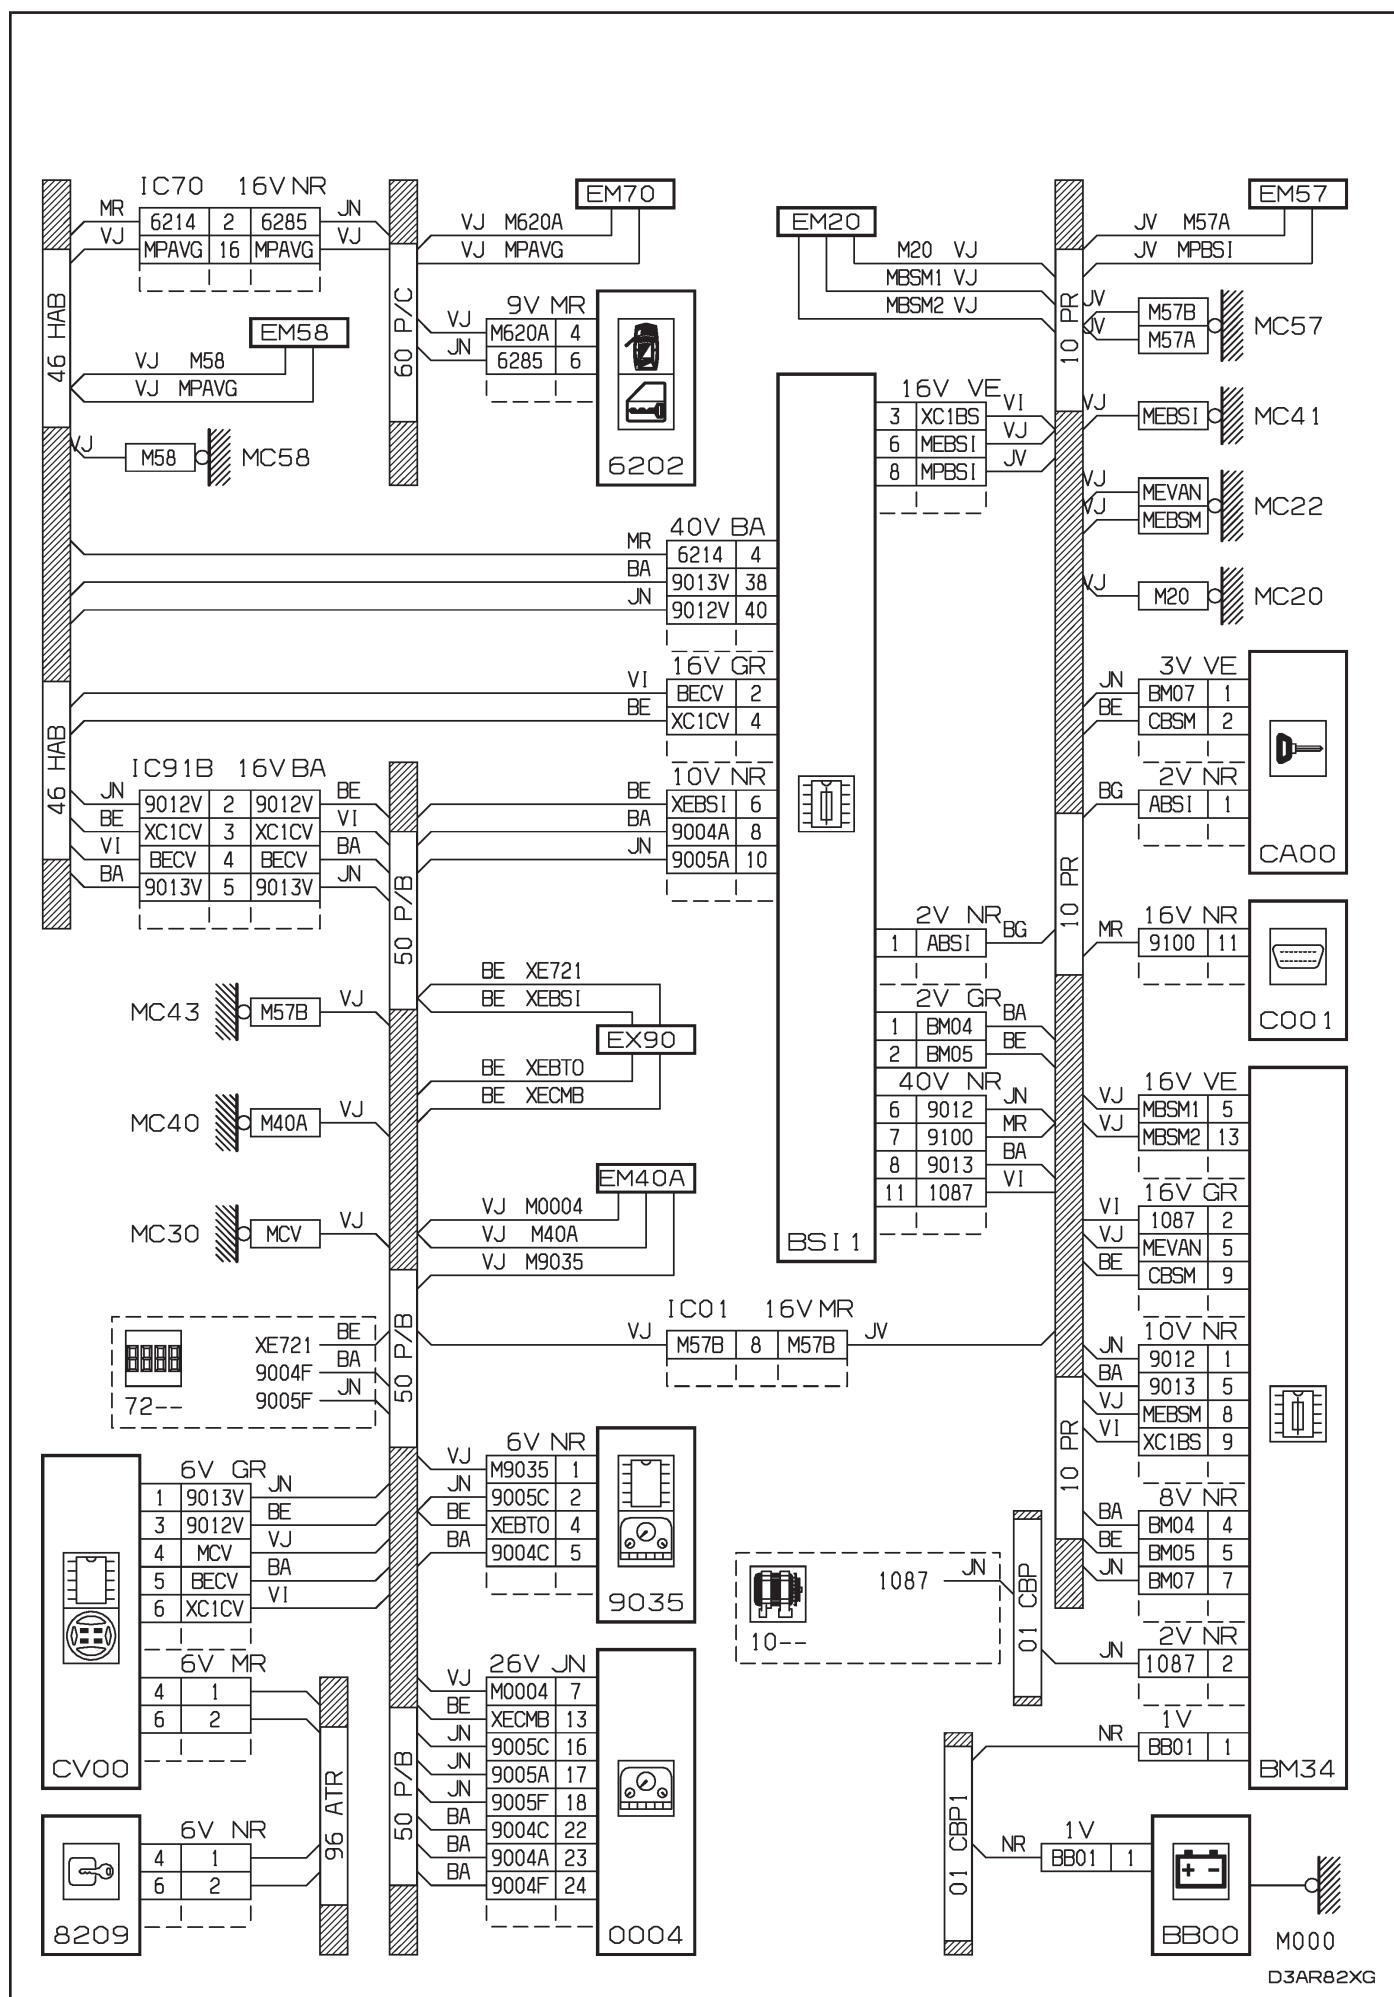 IC70 16V NR
EM70
EM57
MR 6214 2 6285 JN
VJ MPAVG 16 MPAVG VJ
VJ M620A
VJ MPAVG
EM20
M20 VJ
MBSM1 VJ
MBSM2 VJ
JV M57A
JV MPBSI
46 HAB
60 P/C
10 PR
EM58
VJ M58
VJ MPAVG
9V MR
VJ M620A 4
JN 6285 6
6202
JV M57B
JV M57A
MC57
VJ M58 MC58
16V VE
3 XC1BS VI
6 MEBSI VJ
8 MPBSI JV
VJ MEBSI MC41
VJ MEVAN
VJ MEBSM
MC22
40V BA
MR 6214 4
BA 9013V 38
JN 9012V 40
VJ M20 MC20
16V GR
VI BECV 2
BE XC1CV 4
3V VE
JN BM07 1
BE CBSM 2
46 HAB
IC91B 16V BA
JN 9012V 2 9012V BE
BE XC1CV 3 XC1CV VI
VI BECV 4 BECV BA
BA 9013V 5 9013V JN
10V NR
BE XEBSI 6
BA 9004A 8
JN 9005A 10
2V NR
BG ABSI 1
CA00
50 P/B
10 PR
2V NR
1 ABSI BG
16V NR
MR 9100 11
C001
MC43 M57B VJ
BE XE721
BE XEBSI
EX90
BE XEBTO
BE XECMB
2V GR
1 BM04 BA
2 BM05 BE
MC40 M40A VJ
40V NR
6 9012 JN
7 9100 MR
8 9013 BA
11 1087 VI
BSI1
16V VE
VJ MBSM1 5
VJ MBSM2 13
EM40A
VJ M0004
VJ M40A
VJ M9035
MC30 MCV VJ
16V GR
VI 1087 2
VJ MEVAN 5
BE CBSM 9
50 P/B
IC01 16V MR
VJ M57B 8 M57B JV
XE721 BE
9004F BA
9005F JN
72--
10V NR
JN 9012 1
BA 9013 5
VJ MEBSM 8
VI XC1BS 9
10 PR
6V GR
1 9013V JN
3 9012V BE
4 MCV VJ
5 BECV BA
6 XC1CV VI
6V NR
VJ M9035 1
JN 9005C 2
BE XEBTO 4
BA 9004C 5
9035
8V NR
BA BM04 4
BE BM05 5
JN BM07 7
1087 JN
10--
01 CBP
6V MR
4 1
6 2
CV00
26V JN
VJ M0004 7
BE XECMB 13
JN 9005C 16
JN 9005A 17
JN 9005F 18
BA 9004C 22
BA 9004A 23
BA 9004F 24
0004
2V NR
JN 1087 2
1V
NR BB01 1
BM34
96 ATR
50 P/B
01 CBP1
6V NR
4 1
6 2
8209
1V
NR BB01 1
BB00
M000
D3AR82XG